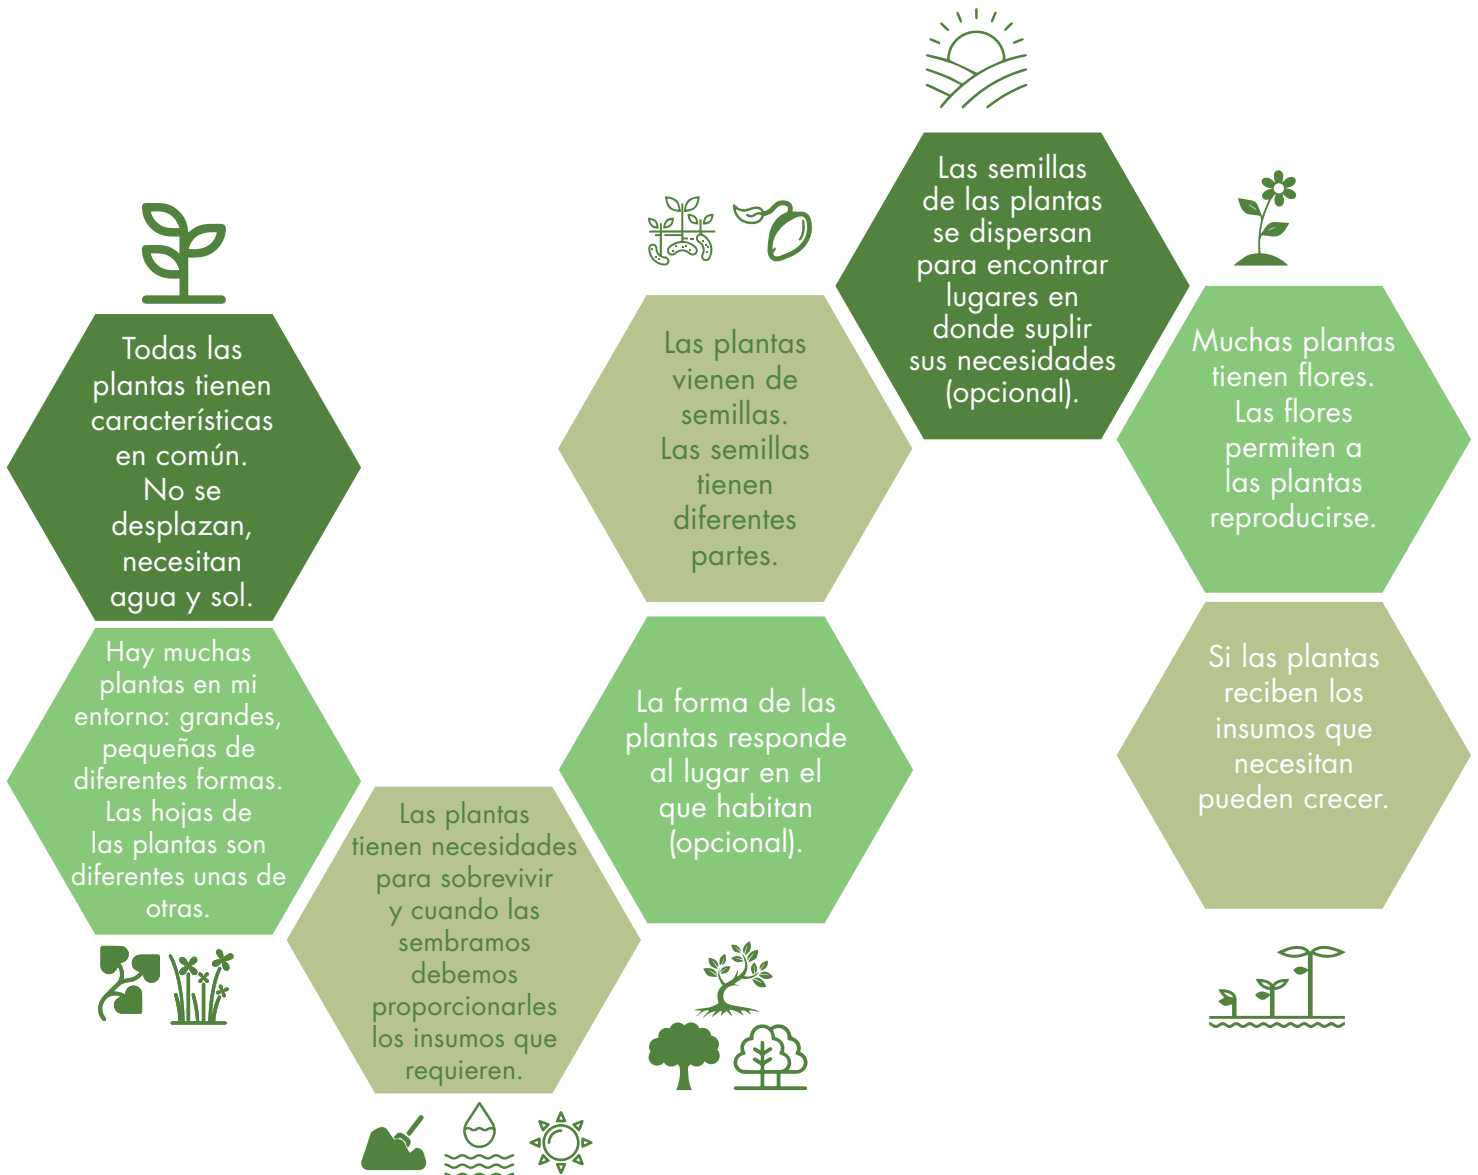 Todas las
plantas tienen
características
en común.
No se
desplazan,
necesitan
agua y sol.
Hay muchas
plantas en mi
entorno: grandes,
pequeñas de
diferentes formas.
Las hojas de
las plantas son
diferentes unas de
otras.
Las plantas
tienen necesidades
para sobrevivir
y cuando las
sembramos
debemos
proporcionarles
los insumos que
requieren.
La forma de las
plantas responde
al lugar en el
que habitan
(opcional).
Las plantas
vienen de
semillas.
Las semillas
tienen
diferentes
partes.
Las semillas
de las plantas
se dispersan
para encontrar
lugares en
donde suplir
sus necesidades
(opcional).
Muchas plantas
tienen flores.
Las flores
permiten a
las plantas
reproducirse.
Si las plantas
reciben los
insumos que
necesitan
pueden crecer.